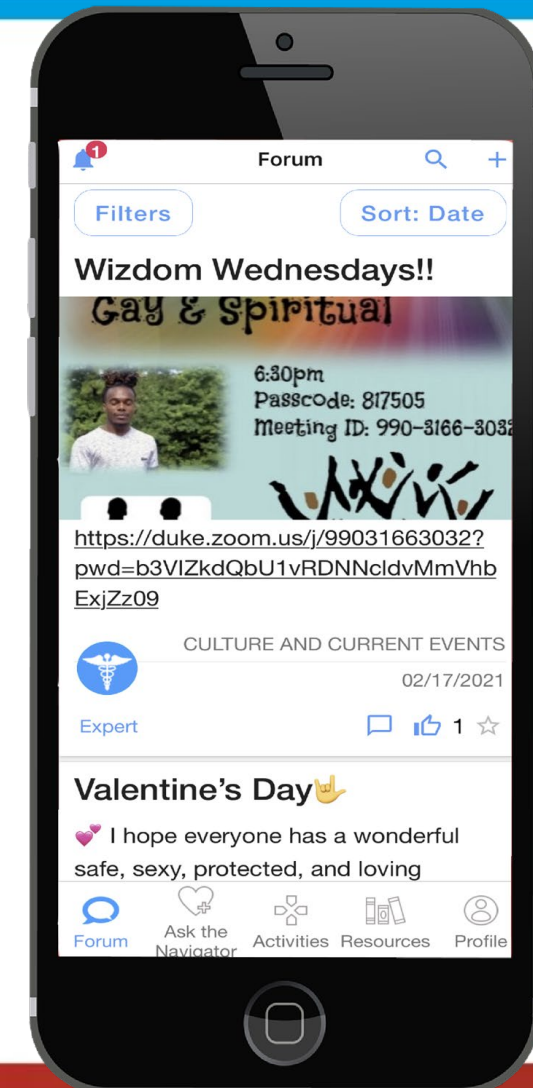 1
Forum
Filters
Sort: Date
Wizdom Wednesdays!!
Gay & Spiritual
6:30pm
Passcode: 817505
Meeting ID: 990-3166-3032
https://duke.zoom.us/j/99031663032?
pwd=b3VIZkdQbU1vRDNNcldvMmVhb
ExjZz09
CULTURE AND CURRENT EVENTS
02/17/2021
Expert
1
Valentine's Day🤟
💕 I hope everyone has a wonderful
safe, sexy, protected, and loving
Forum
Ask the
Navigator
Activities
Resources
Profile